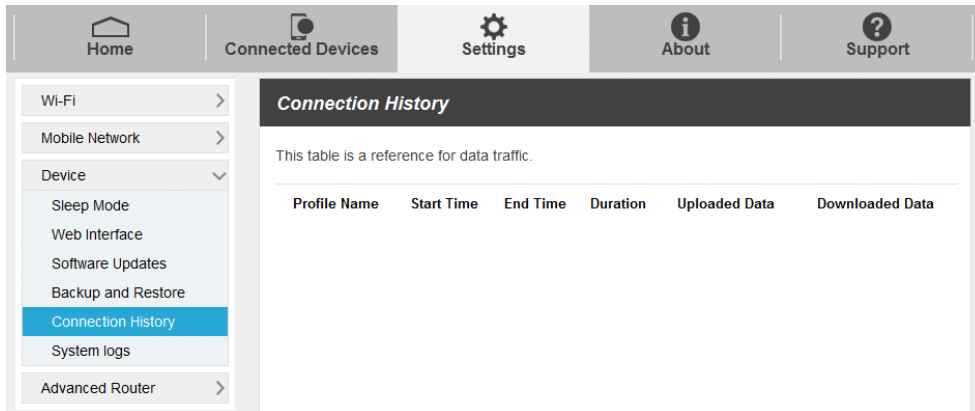 Home Connected Devices Settings About Support
Wi-Fi
Mobile Network
Device
Sleep Mode
Web Interface
Software Updates
Backup and Restore
Connection History
System logs
Advanced Router
Connection History
This table is a reference for data traffic.
Profile Name Start Time End Time Duration Uploaded Data Downloaded Data